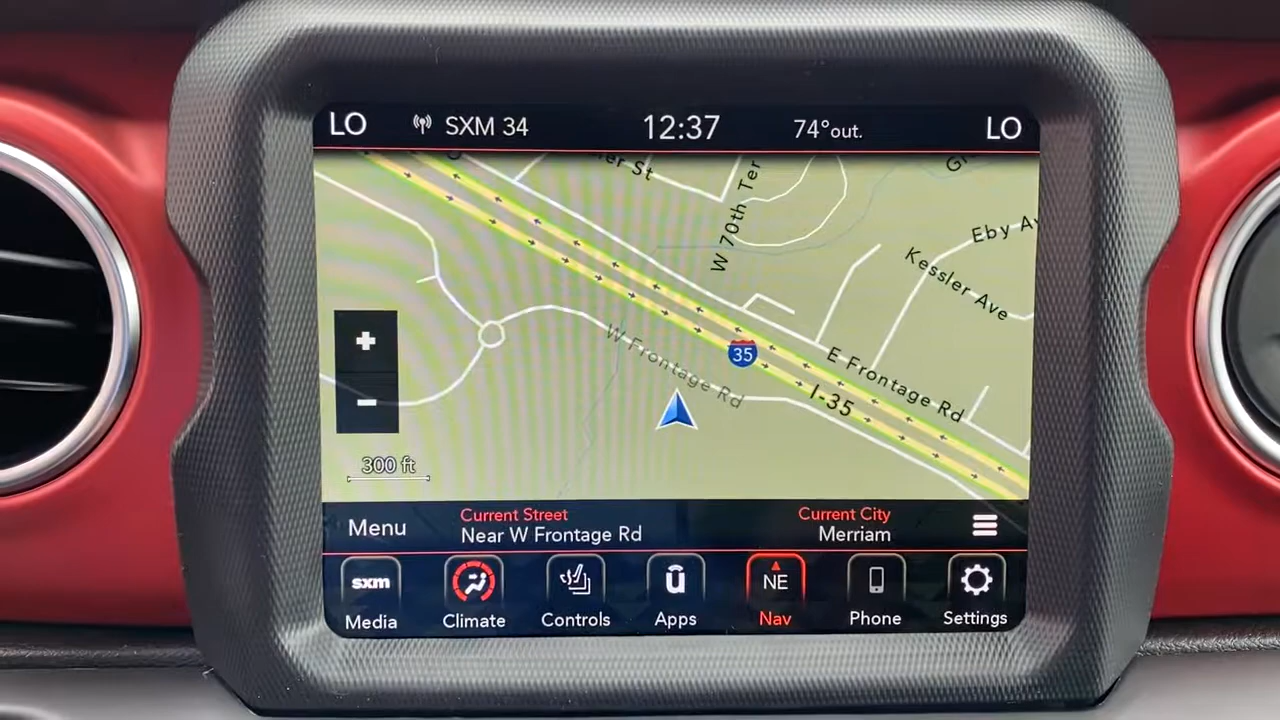 LO
SXM 34
12:37
74°out.
LO
W 70th Ter
Eby
Kessler Ave
W Frontage Rd
35
E Frontage Rd
I-35
+
-
300 ft
Menu
Current Street
Near W Frontage Rd
Current City
Merriam
sxm
Media
Climate
Controls
ū
Apps
NE
Nav
Phone
Settings